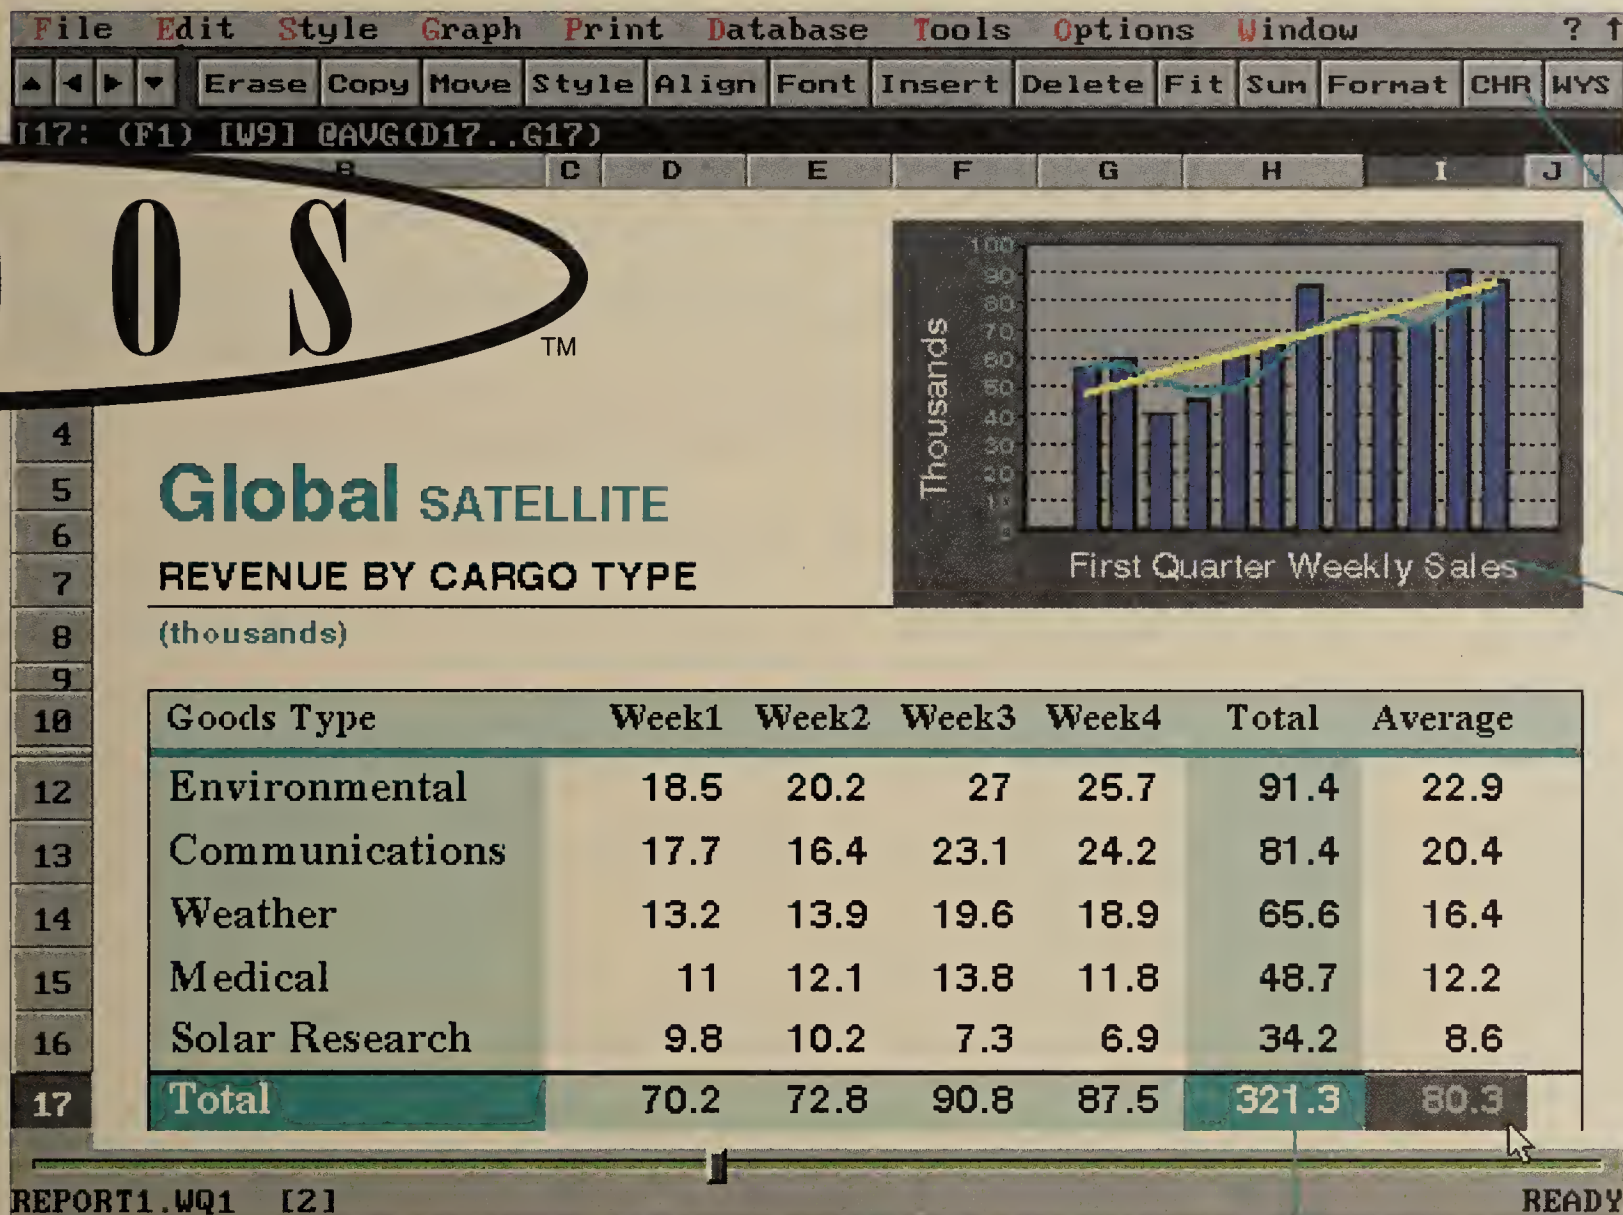 File Edit Style Graph Print Database Tools Options Window ? ↑
▲ ◄ ► ▼ Erase Copy Move Style Align Font Insert Delete Fit Sum Format CHR WYS
I17: (F1) [W9] @AVG(D17..G17)
B C D E F G H I J
O S
TM
100
90
80
70
60
50
40
30
20
10
0
Thousands
First Quarter Weekly Sales
4
5 Global SATELLITE
6
7 REVENUE BY CARGO TYPE
8 (thousands)
9
10 Goods Type Week1 Week2 Week3 Week4 Total Average
12 Environmental 18.5 20.2 27 25.7 91.4 22.9
13 Communications 17.7 16.4 23.1 24.2 81.4 20.4
14 Weather 13.2 13.9 19.6 18.9 65.6 16.4
15 Medical 11 12.1 13.8 11.8 48.7 12.2
16 Solar Research 9.8 10.2 7.3 6.9 34.2 8.6
17 Total 70.2 72.8 90.8 87.5 321.3 80.3
REPORT1.WQ1 [2] READY